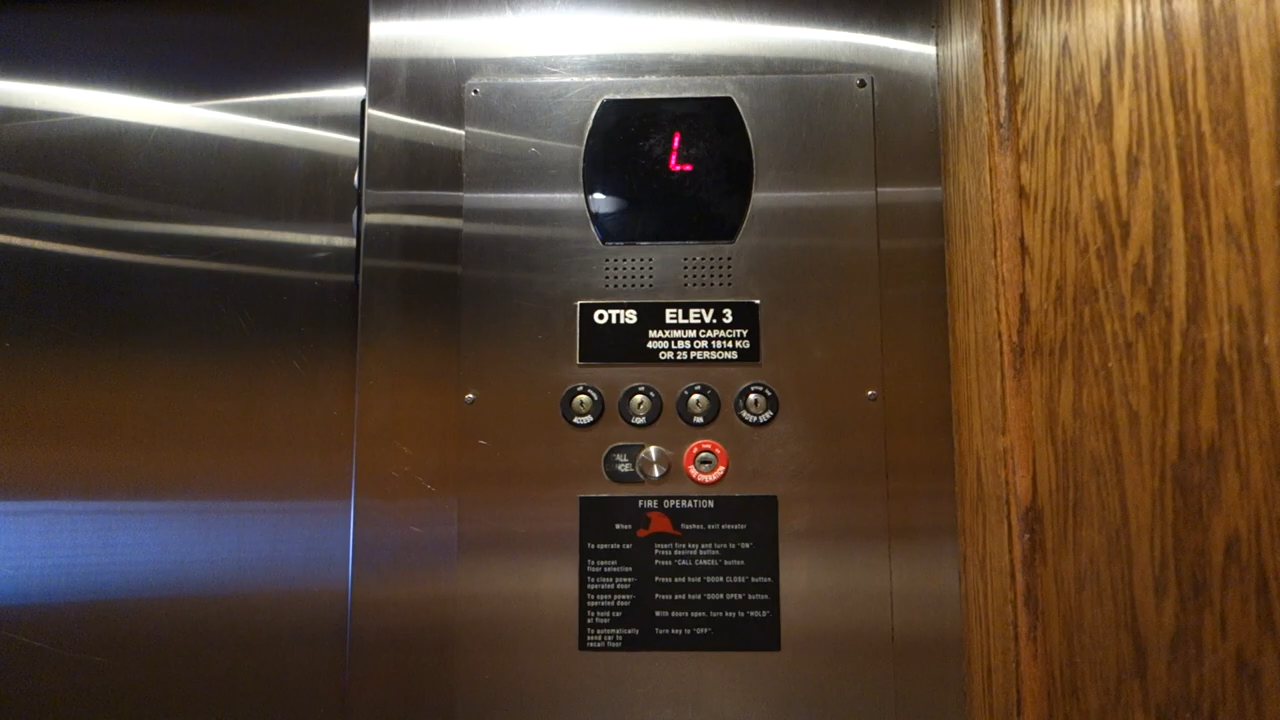 L
OTIS ELEV. 3
MAXIMUM CAPACITY
4000 LBS OR 1814 KG
OR 25 PERSONS
ACCESS
LIGHT
FAN
INDEP SERV
CALL
CANCEL
FIRE OPERATION
FIRE OPERATION
When flashes, exit elevator
To operate car Insert fire key and turn to "ON".
Press desired button.
To cancel Press "CALL CANCEL" button.
floor selection
To close power- Press and hold "DOOR CLOSE" button.
operated door
To open power- Press and hold "DOOR OPEN" button.
operated door
To hold car With doors open, turn key to "HOLD".
at floor
To automatically Turn key to "OFF".
send car to
recall floor